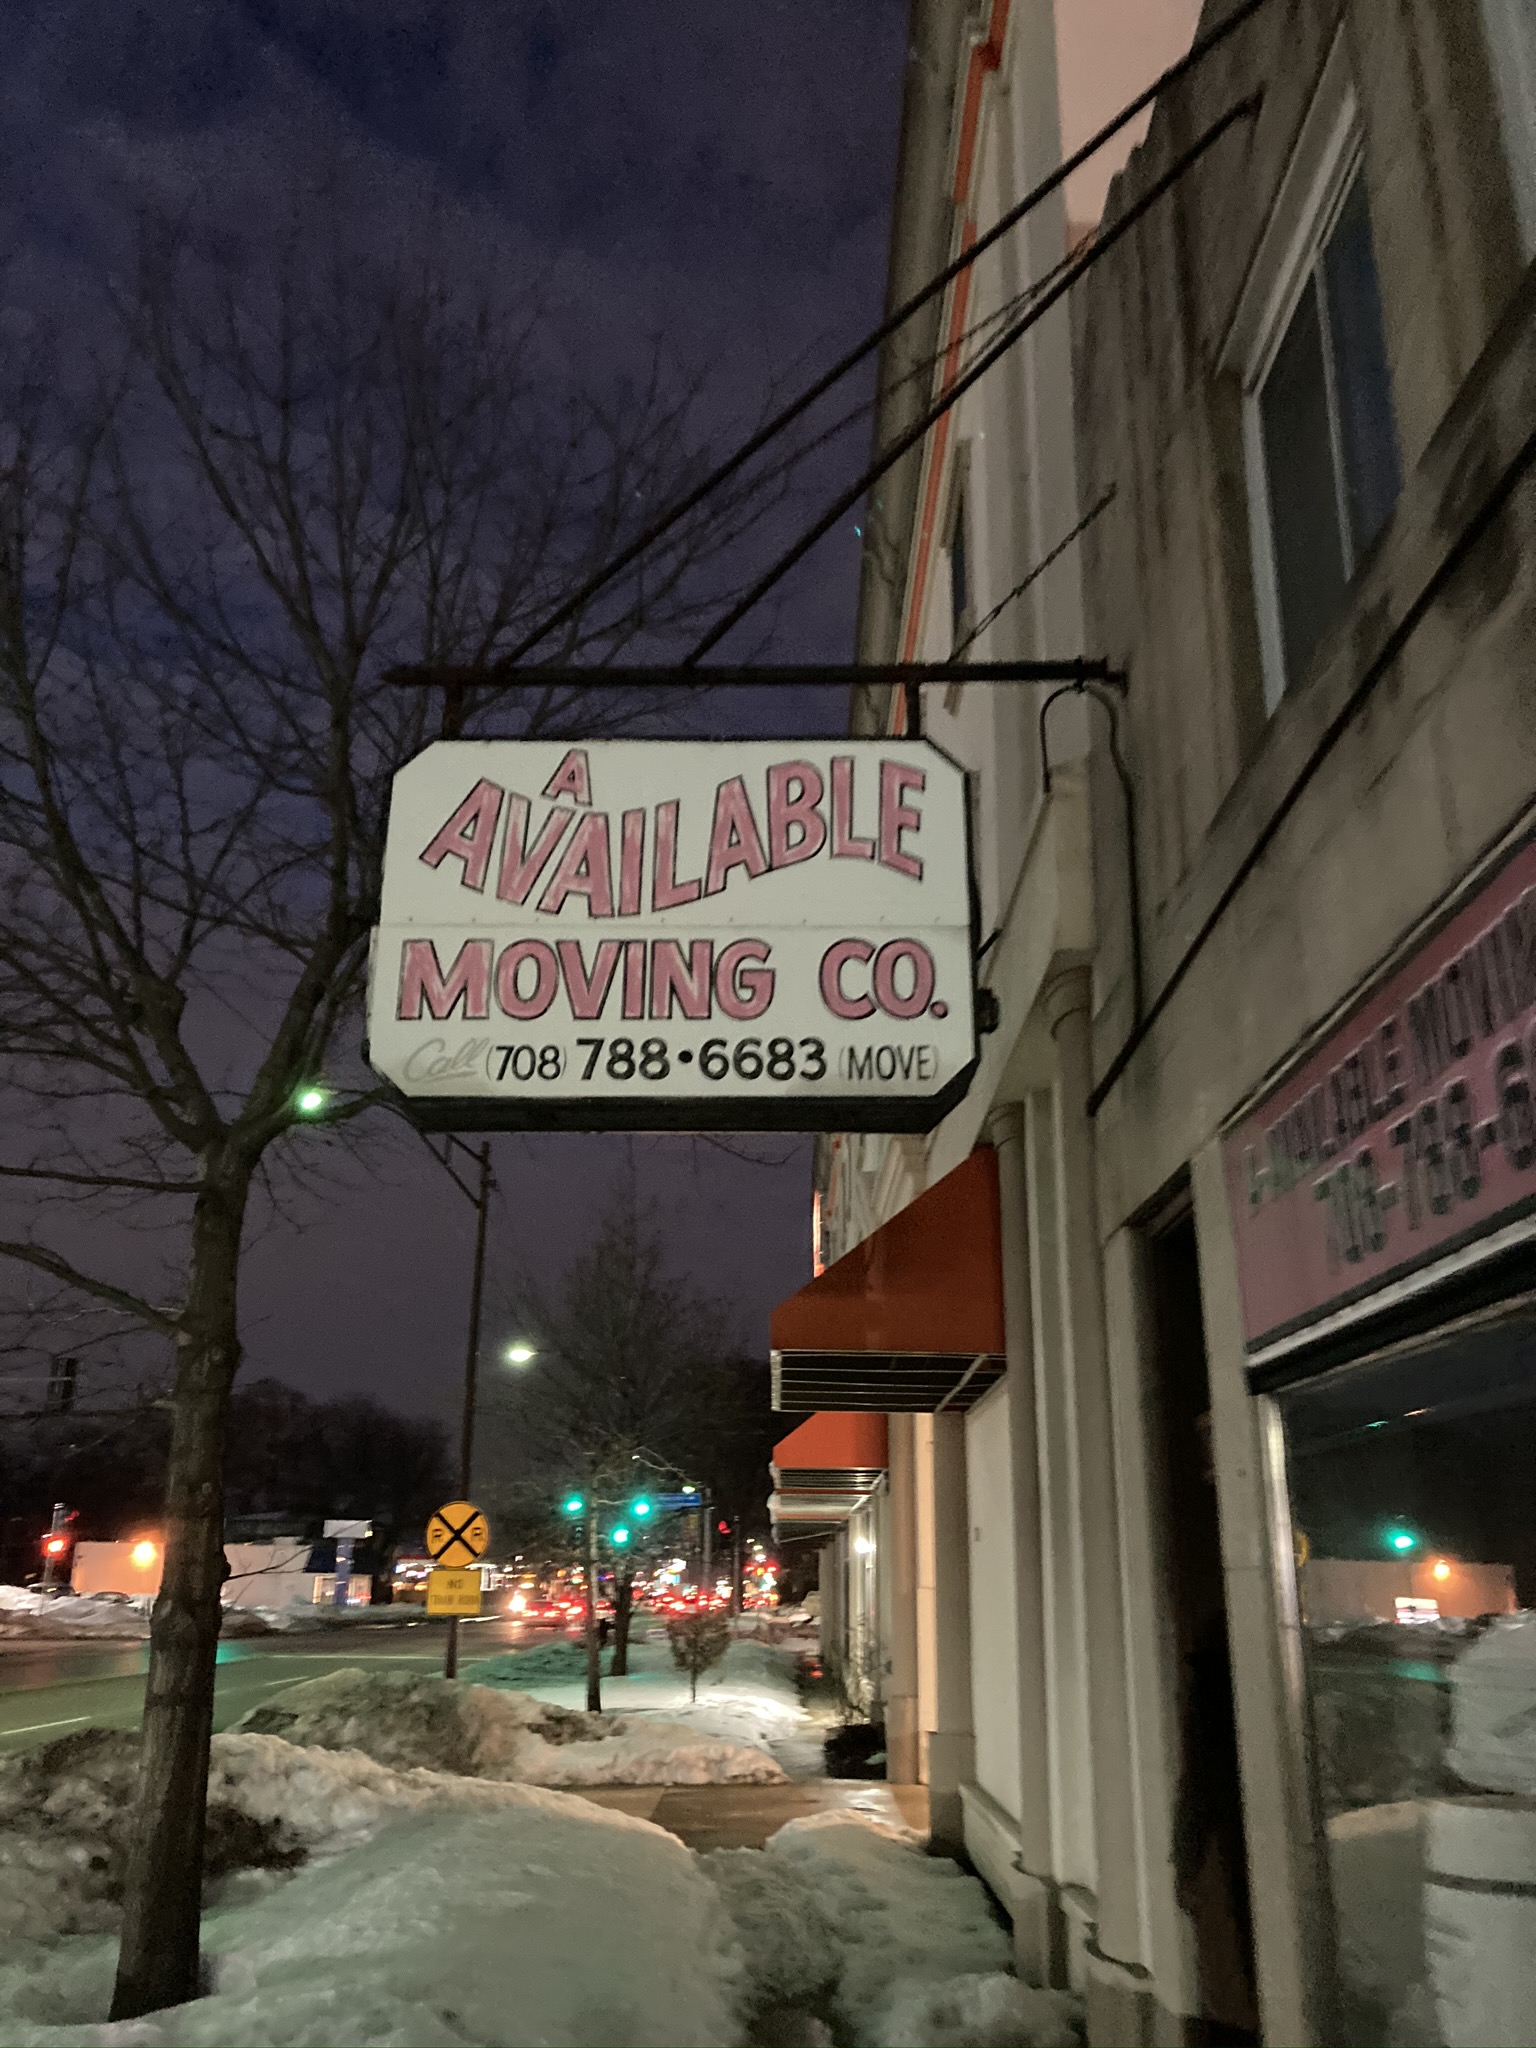 A
AVAILABLE
MOVING CO.
Call (708) 788•6683 (MOVE)
R R